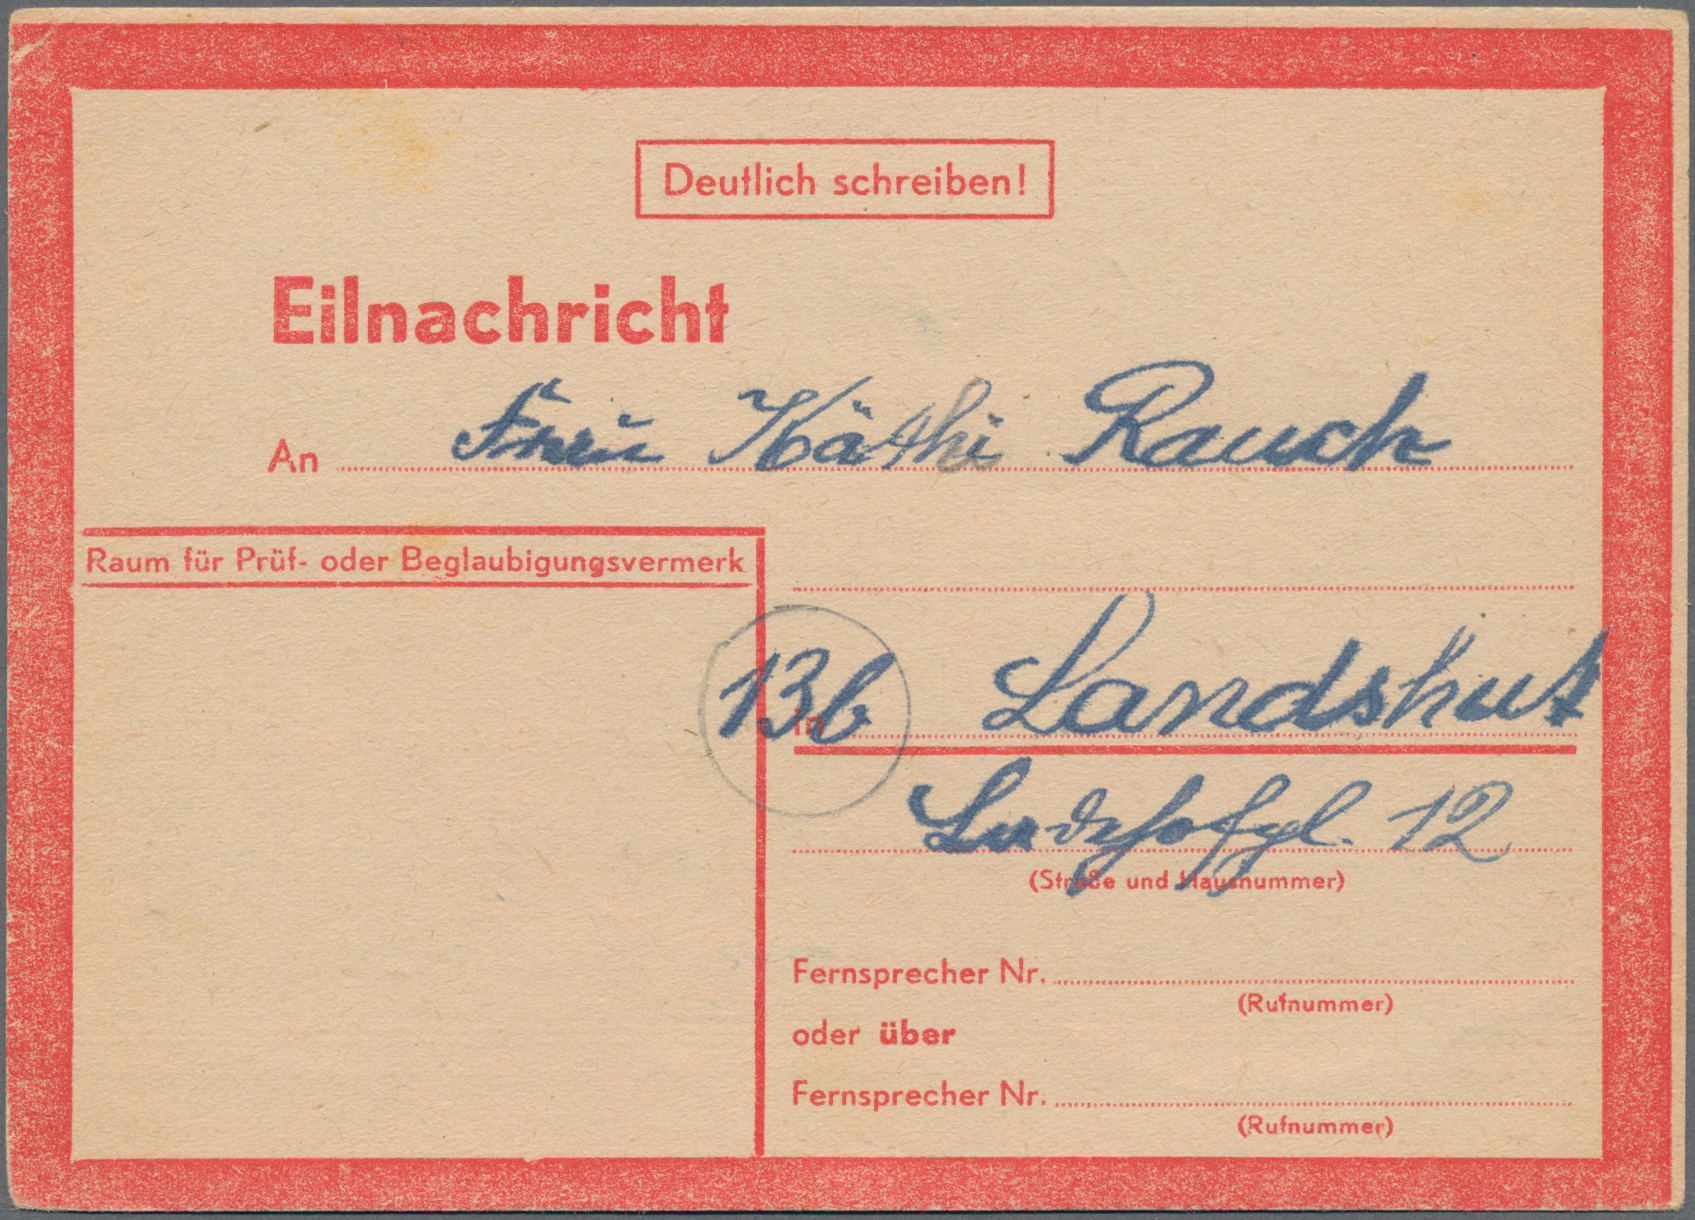 Deutlich schreiben!
Eilnachricht
An Frau Käthi Rauch
Raum für Prüf- oder Beglaubigungsvermerk
13b in Landshut
12
(Straße und Hausnummer)
Fernsprecher Nr.
(Rufnummer)
oder über
Fernsprecher Nr.
(Rufnummer)